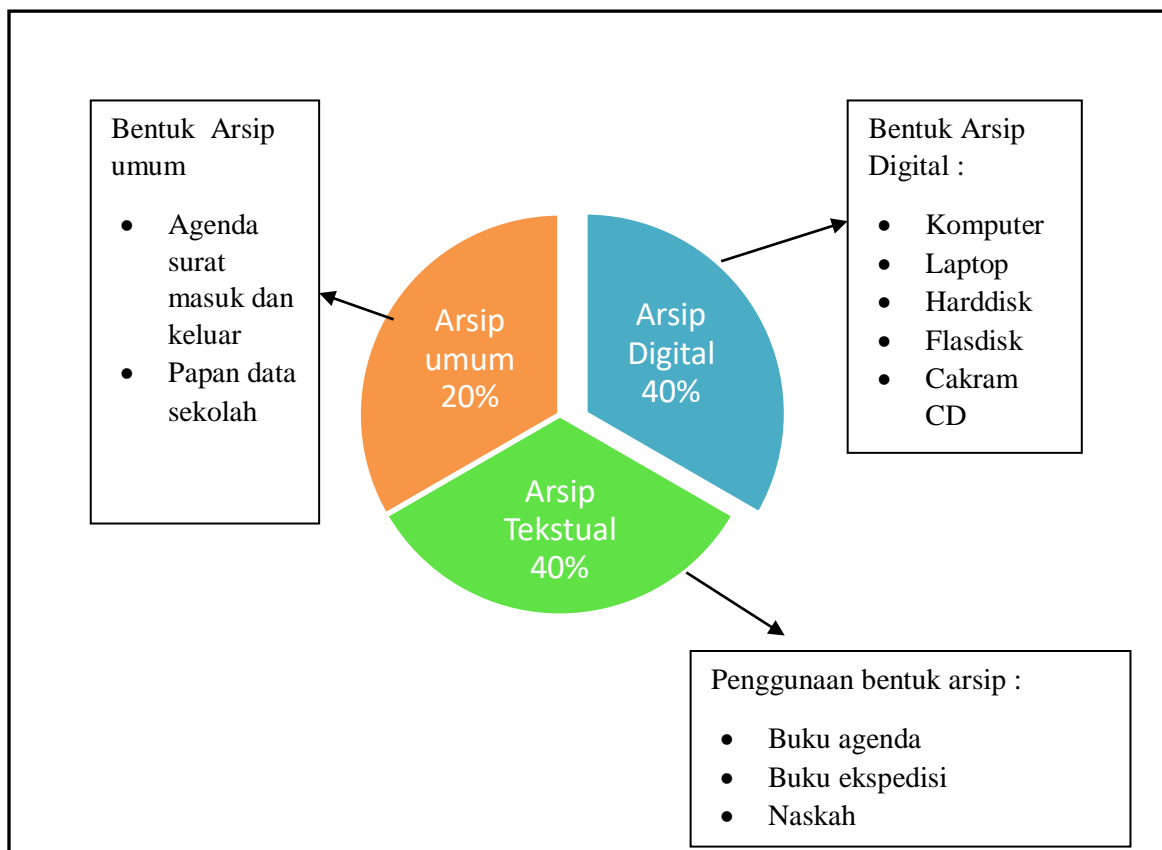 Bentuk Arsip
umum
• Agenda
surat
masuk dan
keluar
• Papan data
sekolah
Bentuk Arsip
Digital :
• Komputer
• Laptop
• Harddisk
• Flasdisk
• Cakram
CD
Arsip
umum
20%
Arsip
Digital
40%
Arsip
Tekstual
40%
Penggunaan bentuk arsip :
• Buku agenda
• Buku ekspedisi
• Naskah